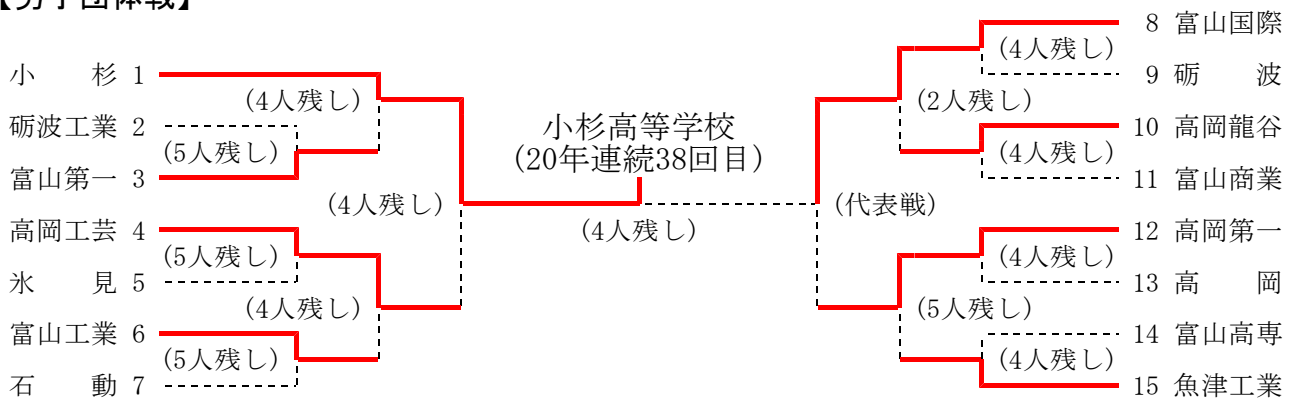 【男子団体戦】
小　　杉 1
砺波工業 2
富山第一 3
高岡工芸 4
氷　　見 5
富山工業 6
石　　動 7
(4人残し)
(5人残し)
(5人残し)
(4人残し)
(5人残し)
(4人残し)
小杉高等学校
(20年連続38回目)
(4人残し)
(代表戦)
(2人残し)
(5人残し)
(4人残し)
(4人残し)
(4人残し)
(4人残し)
8 富山国際
9 砺　　波
10 高岡龍谷
11 富山商業
12 高岡第一
13 高　　岡
14 富山高専
15 魚津工業